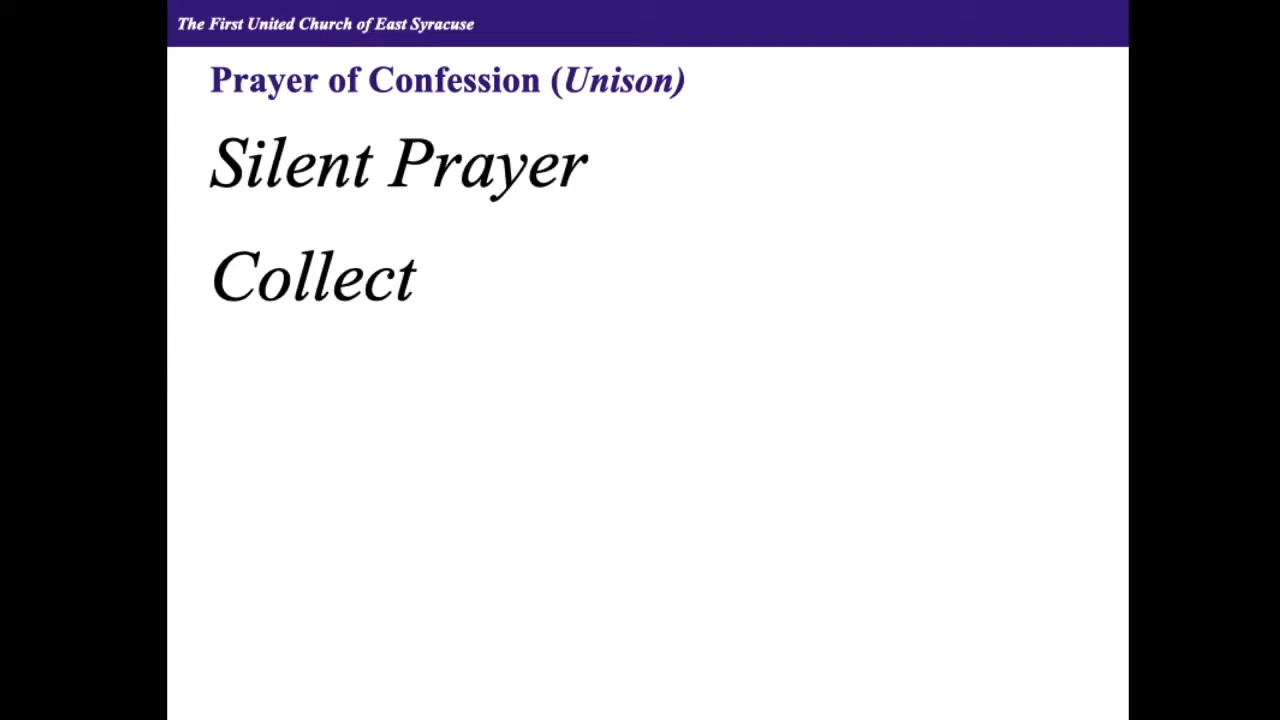 The First United Church of East Syracuse
Prayer of Confession (Unison)
Silent Prayer
Collect